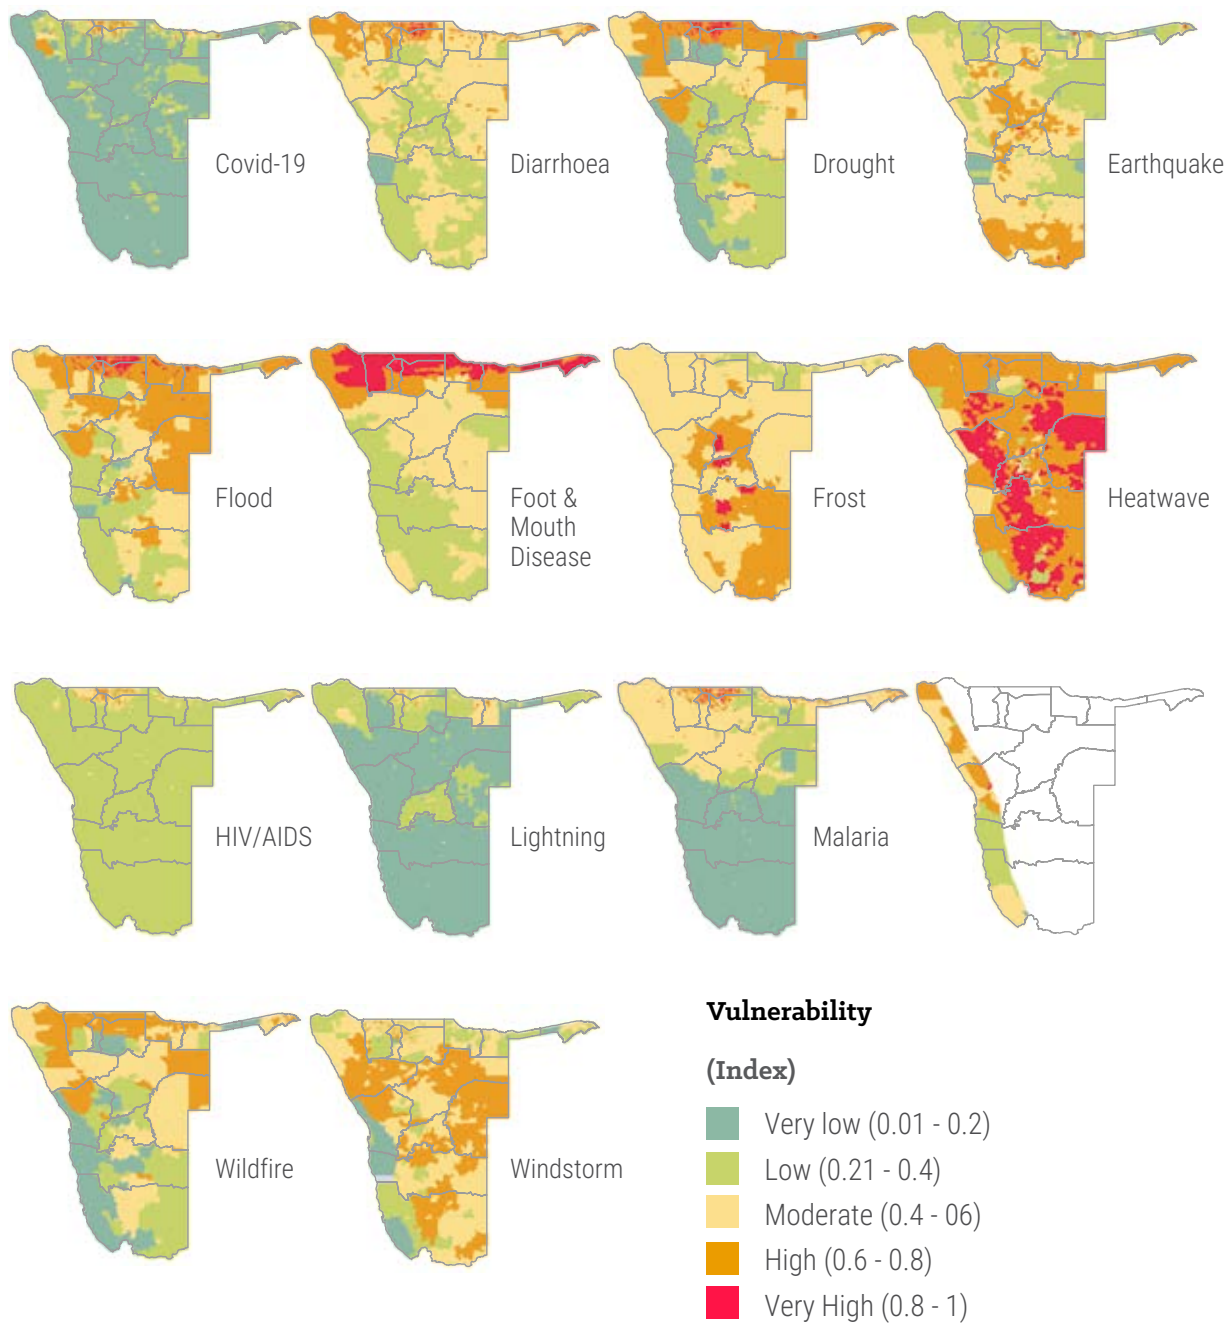 Covid-19
Diarrhoea
Drought
Earthquake
Flood
Foot &
Mouth
Disease
Frost
Heatwave
HIV/AIDS
Lightning
Malaria
Wildfire
Windstorm
Vulnerability
(Index)
Very low (0.01 - 0.2)
Low (0.21 - 0.4)
Moderate (0.4 - 06)
High (0.6 - 0.8)
Very High (0.8 - 1)